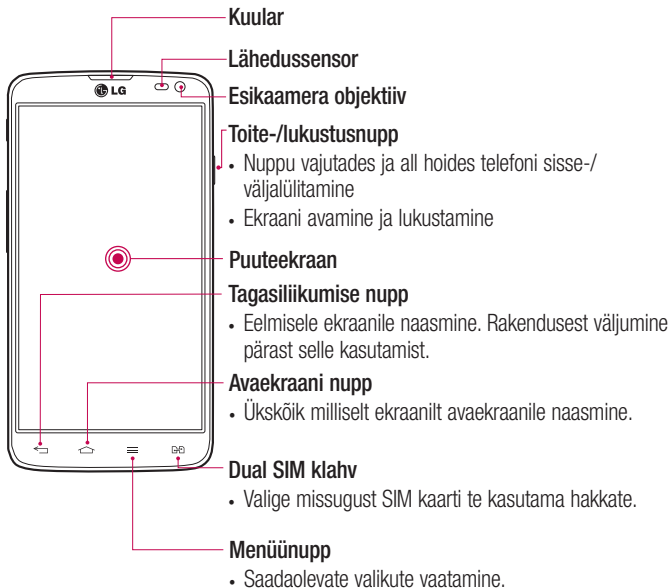 Kuular
Lähedussensor
LG
Esikaamera objektiiv
Toite-/lukustusnupp
• Nuppu vajutades ja all hoides telefoni sisse-/
väljalülitamine
• Ekraani avamine ja lukustamine
Puuteekraan
Tagasiliikumise nupp
• Eelmisele ekraanile naasmine. Rakendusest väljumine
pärast selle kasutamist.
Avaekraani nupp
• Ükskõik milliselt ekraanilt avaekraanile naasmine.
Dual SIM klahv
• Valige missugust SIM kaarti te kasutama hakkate.
Menüünupp
• Saadaolevate valikute vaatamine.